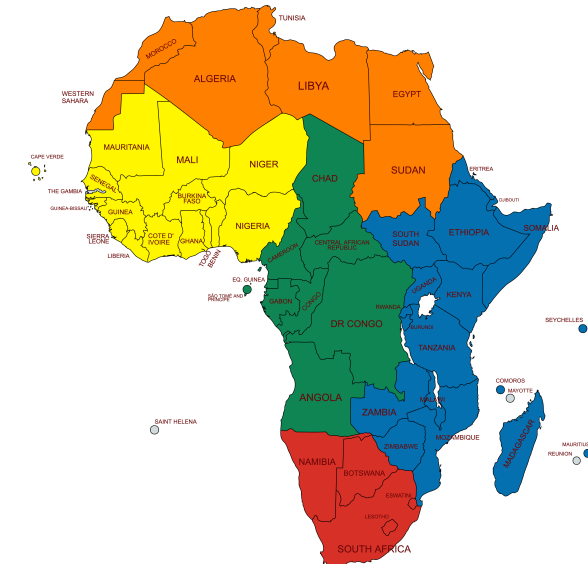 TUNISIA
MOROCCO
ALGERIA
LIBYA
EGYPT
WESTERN
SAHARA
CAPE VERDE
MAURITANIA
MALI
NIGER
CHAD
SUDAN
ERITREA
SENEGAL
THE GAMBIA
GUINEA-BISSAU
GUINEA
BURKINA
FASO
DJIBOUTI
SIERRA
LEONE
LIBERIA
COTE D'
IVOIRE
GHANA
TOGO
BENIN
NIGERIA
CAMEROON
CENTRAL AFRICAN
REPUBLIC
SOUTH
SUDAN
ETHIOPIA
SOMALIA
EQ. GUINEA
SÃO TOME AND
PRINCIPE
GABON
CONGO
DR CONGO
UGANDA
KENYA
RWANDA
BURUNDI
TANZANIA
SEYCHELLES
COMOROS
MAYOTTE
ANGOLA
ZAMBIA
MALAWI
MOZAMBIQUE
ZIMBABWE
MADAGASCAR
MAURITIUS
REUNION
SAINT HELENA
NAMIBIA
BOTSWANA
ESWATINI
LESOTHO
SOUTH AFRICA